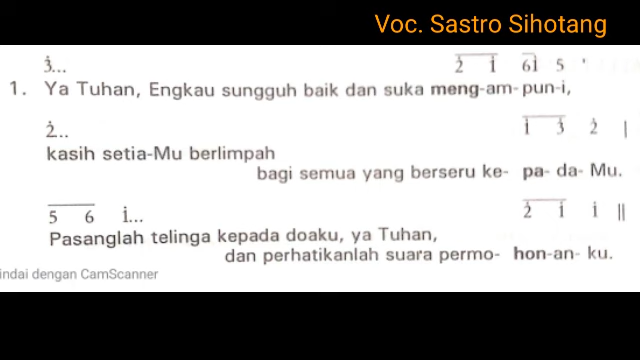 Voc. Sastro Sihotang
3̇... 2̇ 1̇ 61̇ 5 '
1. Ya Tuhan, Engkau sungguh baik dan suka meng-am-pun-i,
2̇.. 1̇ 3̇ 2̇ |
kasih setia-Mu berlimpah
bagi semua yang berseru ke- pa- da- Mu.
5 6 1̇... 2̇ 1̇ 1̇ ||
Pasanglah telinga kepada doaku, ya Tuhan,
dan perhatikanlah suara permo- hon-an- ku.
indai dengan CamScanner